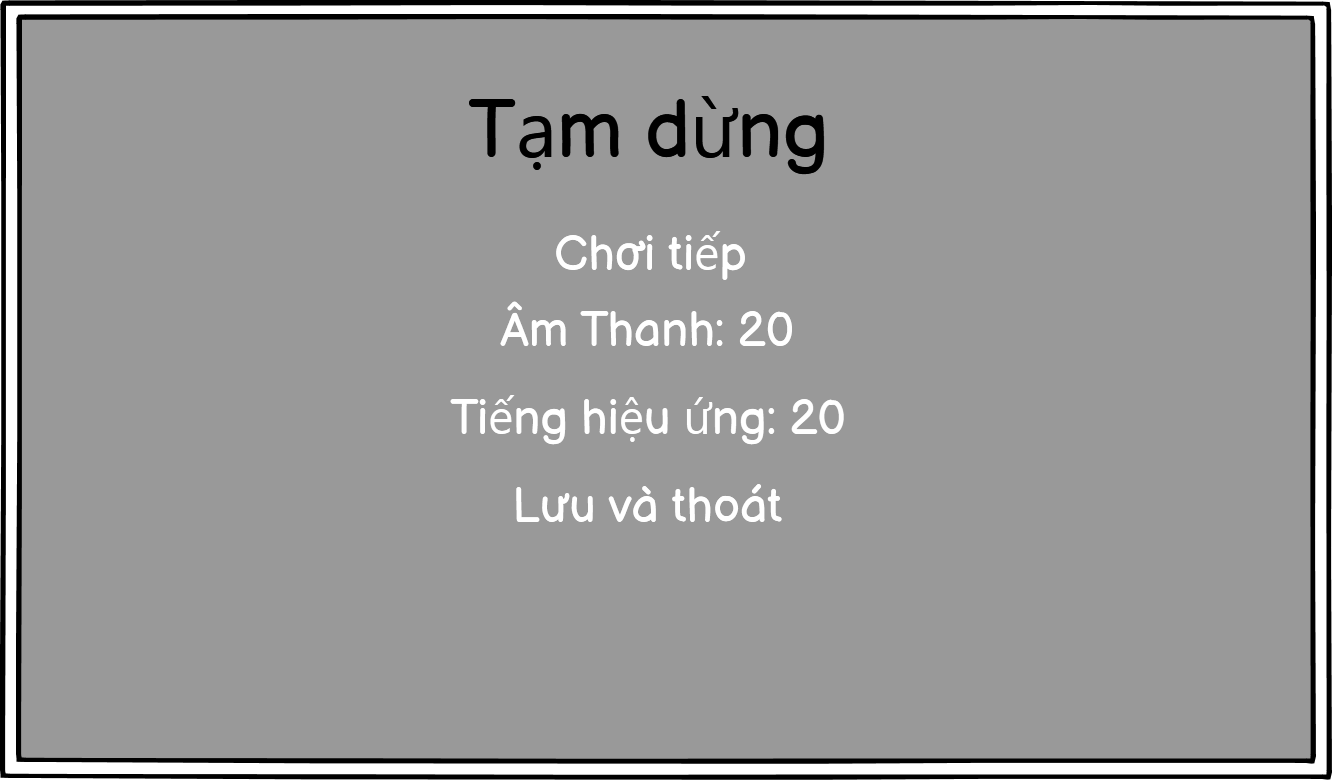 Tạm dừng
Chơi tiếp
Âm Thanh: 20
Tiếng hiệu ứng: 20
Lưu và thoát